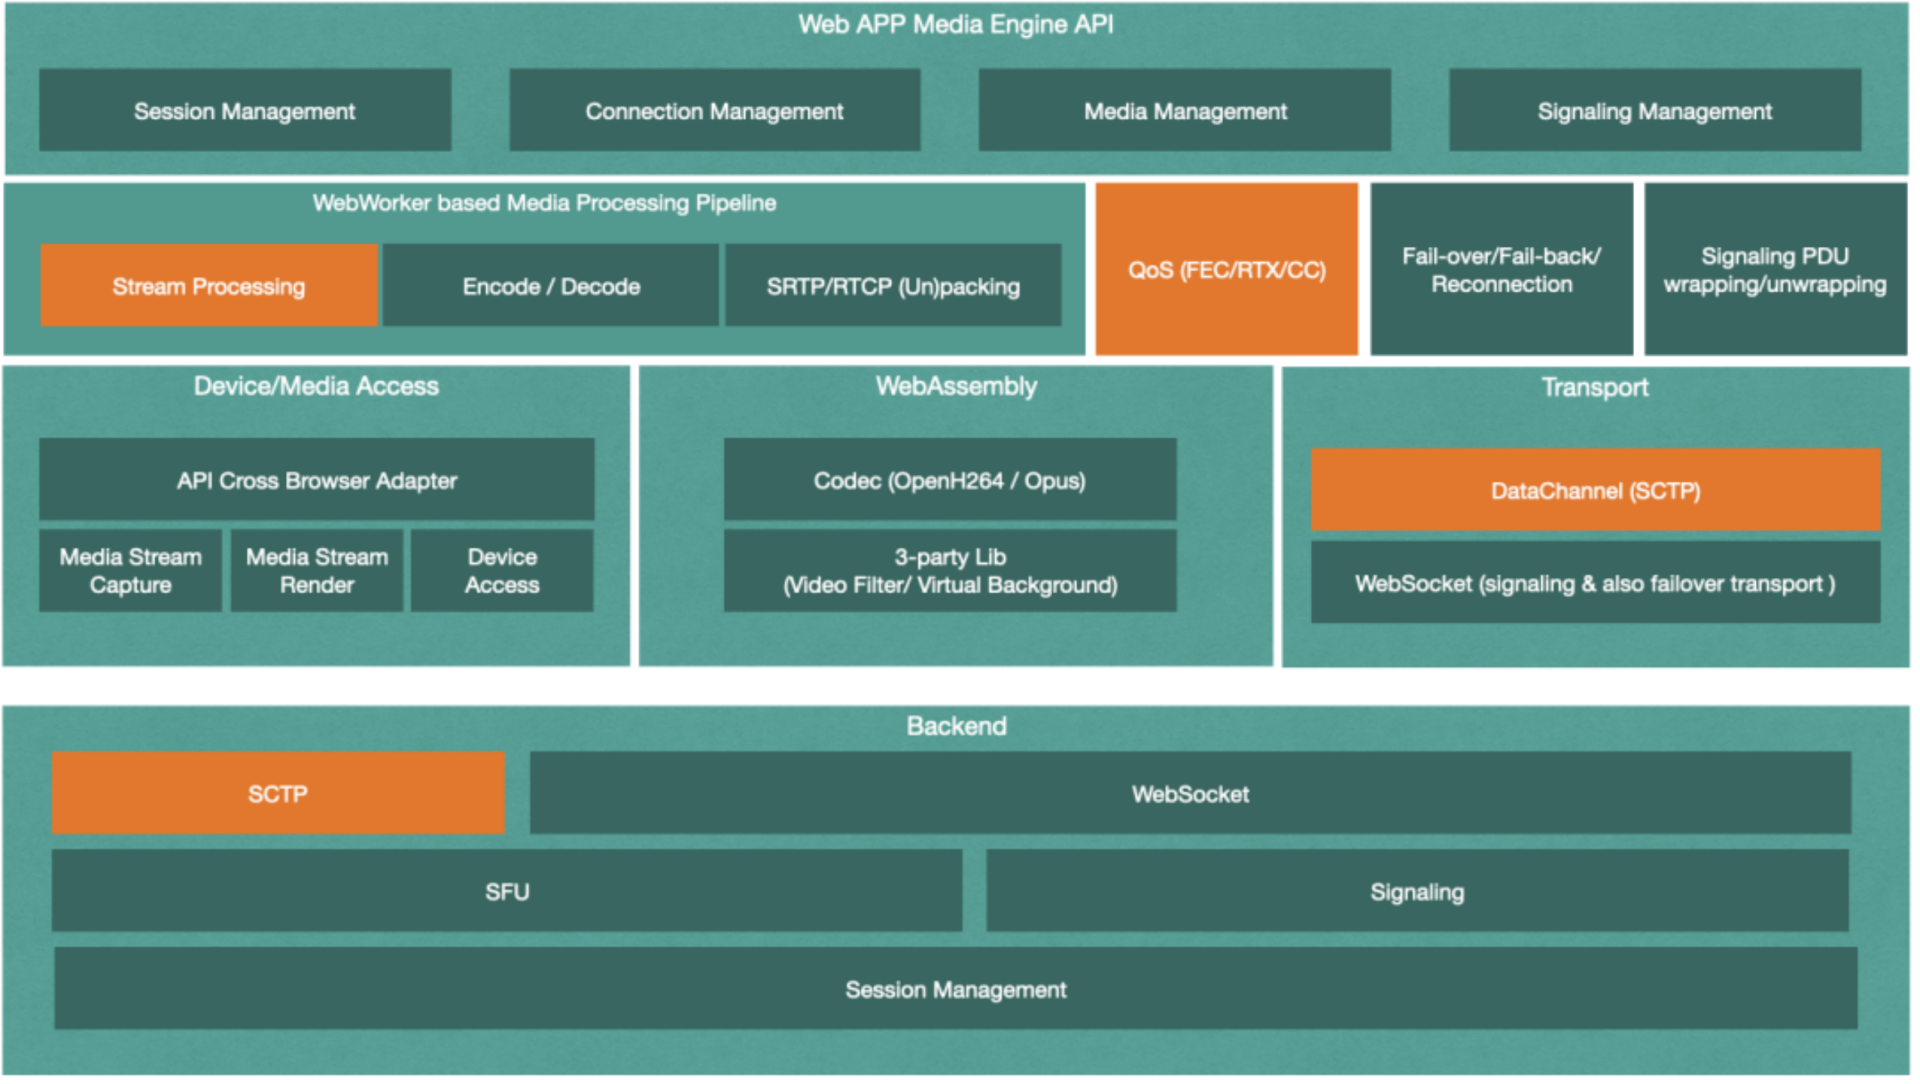 Web APP Media Engine API
Session Management
Connection Management
Media Management
Signaling Management
WebWorker based Media Processing Pipeline
Stream Processing
Encode / Decode
SRTP/RTCP (Un)packing
QoS (FEC/RTX/CC)
Fail-over/Fail-back/
Reconnection
Signaling PDU
wrapping/unwrapping
Device/Media Access
API Cross Browser Adapter
Media Stream
Capture
Media Stream
Render
Device
Access
WebAssembly
Codec (OpenH264 / Opus)
3-party Lib
(Video Filter/ Virtual Background)
Transport
DataChannel (SCTP)
WebSocket (signaling & also failover transport )
Backend
SCTP
WebSocket
SFU
Signaling
Session Management